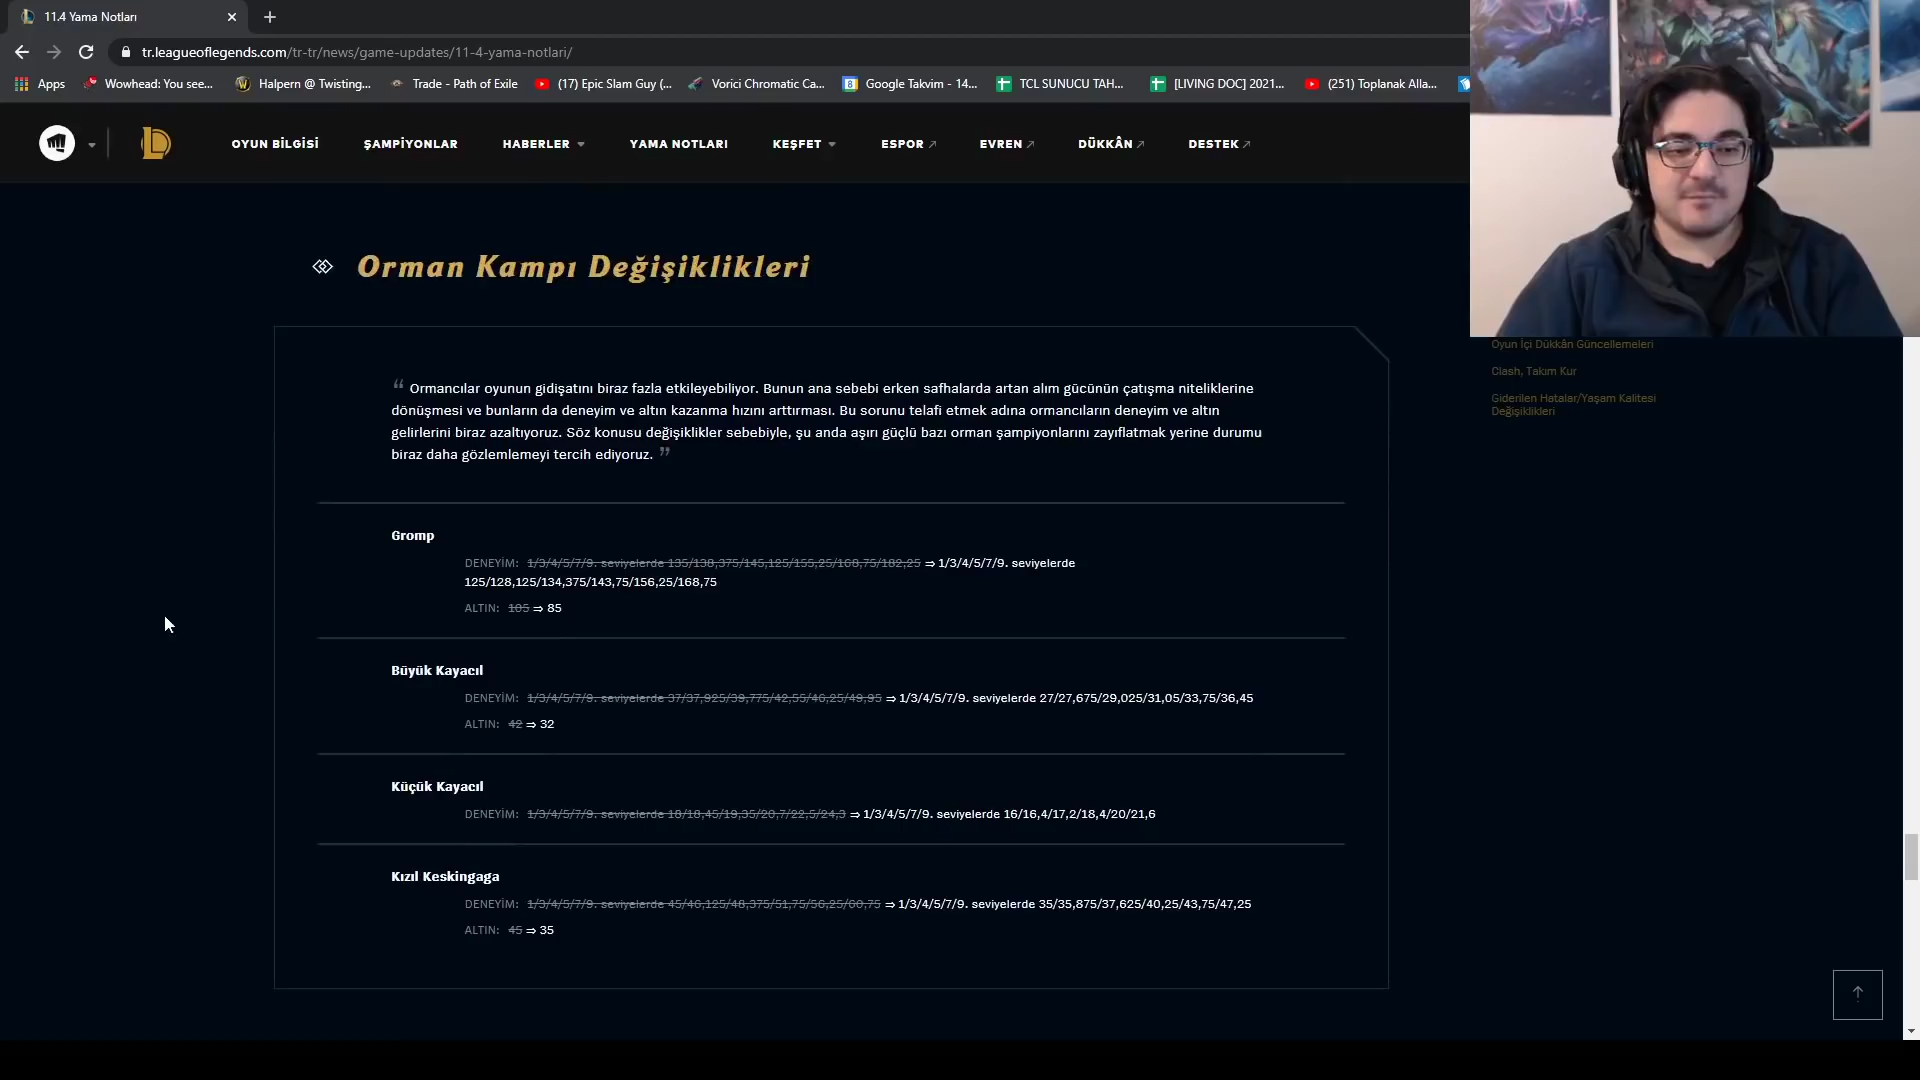 11.4 Yama Notları
tr.leagueoflegends.com/tr-tr/news/game-updates/11-4-yama-notlari/
Apps Wowhead: You see... Halpern @ Twisting... Trade - Path of Exile (17) Epic Slam Guy (... Vorici Chromatic Ca... Google Takvim - 14... TCL SUNUCU TAH... [LIVING DOC] 2021... (251) Toplanak Alla...
OYUN BİLGİSİ ŞAMPİYONLAR HABERLER YAMA NOTLARI KEŞFET ESPOR EVREN DÜKKÂN DESTEK
Orman Kampı Değişiklikleri
“ Ormancılar oyunun gidişatını biraz fazla etkileyebiliyor. Bunun ana sebebi erken safhalarda artan alım gücünün çatışma niteliklerine
dönüşmesi ve bunların da deneyim ve altın kazanma hızını arttırması. Bu sorunu telafi etmek adına ormancıların deneyim ve altın
gelirlerini biraz azaltıyoruz. Söz konusu değişiklikler sebebiyle, şu anda aşırı güçlü bazı orman şampiyonlarını zayıflatmak yerine durumu
biraz daha gözlemlemeyi tercih ediyoruz. ”
Gromp
DENEYİM: 1/3/4/5/7/9. seviyelerde 135/138,375/145,125/155,25/168,75/182,25 ⇒ 1/3/4/5/7/9. seviyelerde
125/128,125/134,375/143,75/156,25/168,75
ALTIN: 105 ⇒ 85
Büyük Kayacıl
DENEYİM: 1/3/4/5/7/9. seviyelerde 37/37,925/39,775/42,55/46,25/49,95 ⇒ 1/3/4/5/7/9. seviyelerde 27/27,675/29,025/31,05/33,75/36,45
ALTIN: 42 ⇒ 32
Küçük Kayacıl
DENEYİM: 1/3/4/5/7/9. seviyelerde 18/18,45/19,35/20,7/22,5/24,3 ⇒ 1/3/4/5/7/9. seviyelerde 16/16,4/17,2/18,4/20/21,6
Kızıl Keskingaga
DENEYİM: 1/3/4/5/7/9. seviyelerde 45/46,125/48,375/51,75/56,25/60,75 ⇒ 1/3/4/5/7/9. seviyelerde 35/35,875/37,625/40,25/43,75/47,25
ALTIN: 45 ⇒ 35
Oyun İçi Dükkân Güncellemeleri
Clash, Takım Kur
Giderilen Hatalar/Yaşam Kalitesi
Değişiklikleri